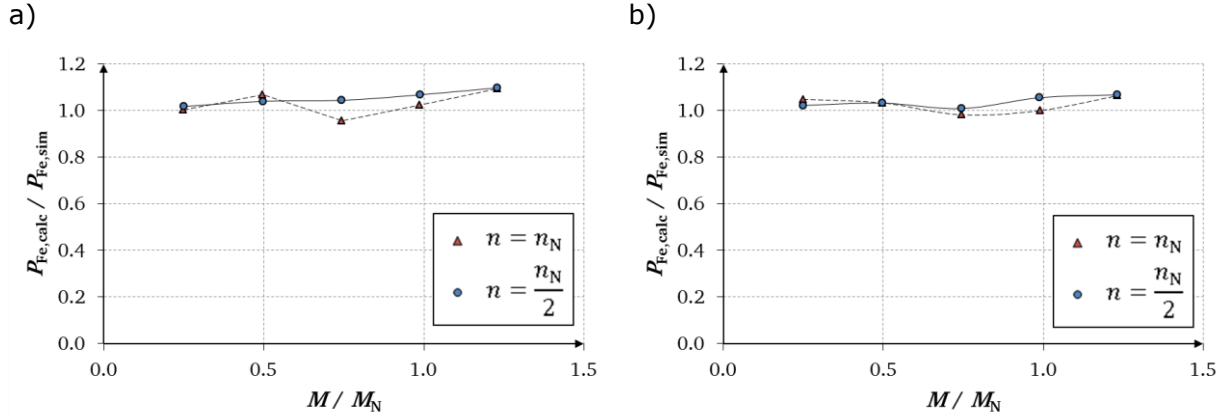 a)
1.2
1.0
0.8
0.6
0.4
0.2
0.0
P_Fe,calc / P_Fe,sim
n = n_N
n = n_N/2
0.0 0.5 1.0 1.5
M / M_N
b)
1.2
1.0
0.8
0.6
0.4
0.2
0.0
P_Fe,calc / P_Fe,sim
n = n_N
n = n_N/2
0.0 0.5 1.0 1.5
M / M_N